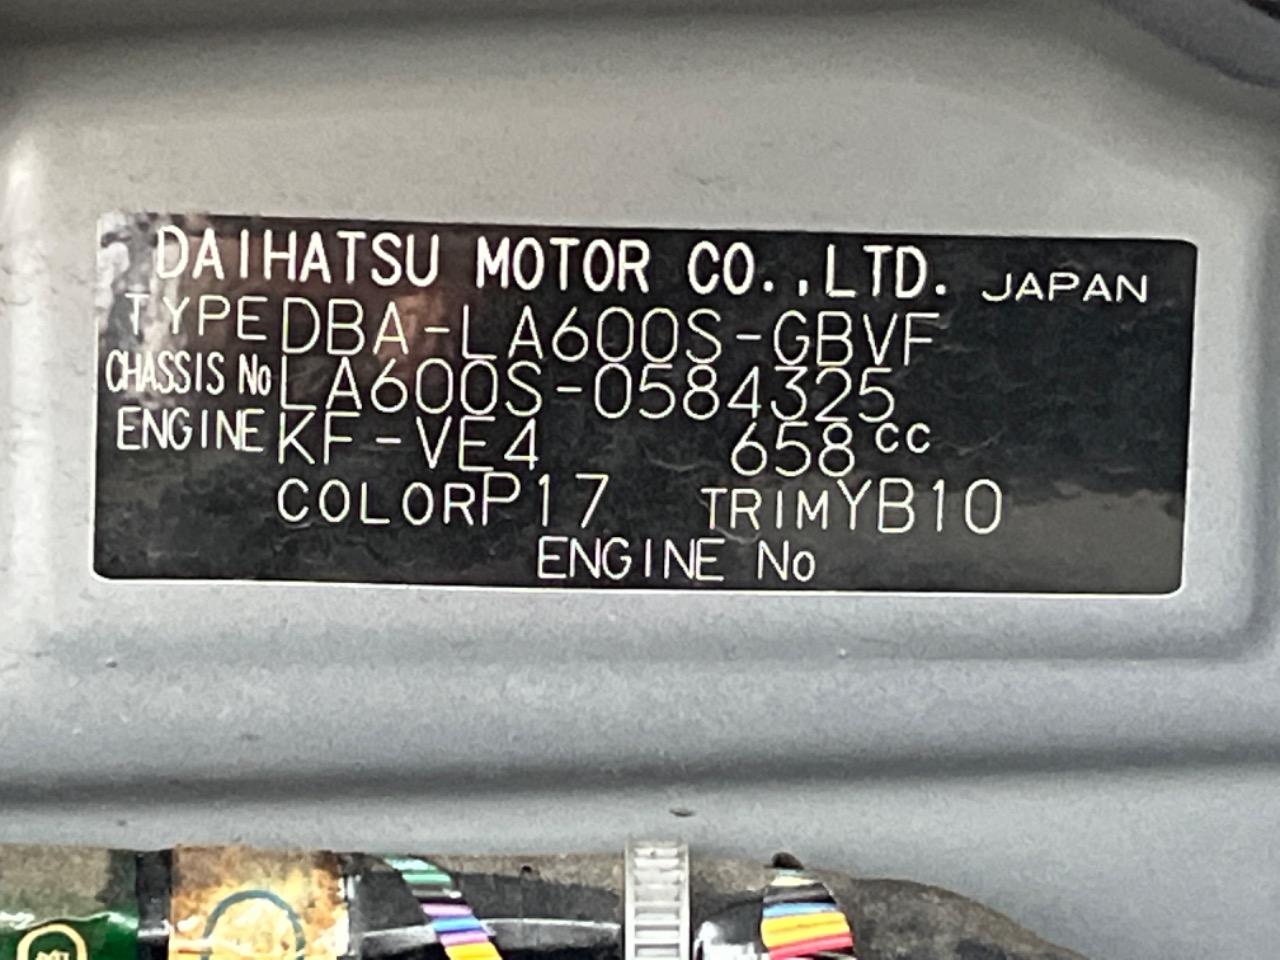 DAIHATSU MOTOR CO.,LTD. JAPAN
TYPE DBA-LA600S-GBVF
CHASSIS No LA600S-0584325
ENGINE KF-VE4 658cc
COLOR P17 TRIM YB10
ENGINE No